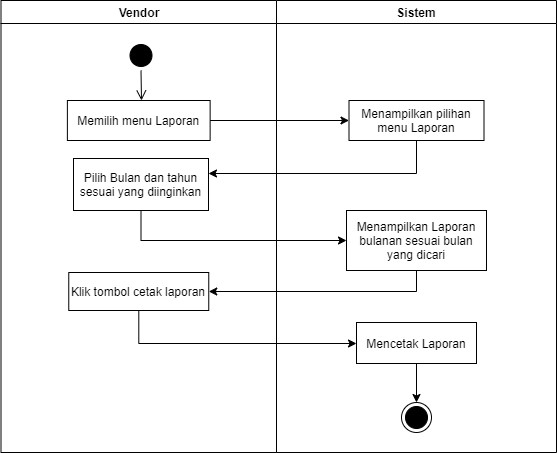 Vendor
Sistem
Memilih menu Laporan
Menampilkan pilihan
menu Laporan
Pilih Bulan dan tahun
sesuai yang diinginkan
Menampilkan Laporan
bulanan sesuai bulan
yang dicari
Klik tombol cetak laporan
Mencetak Laporan